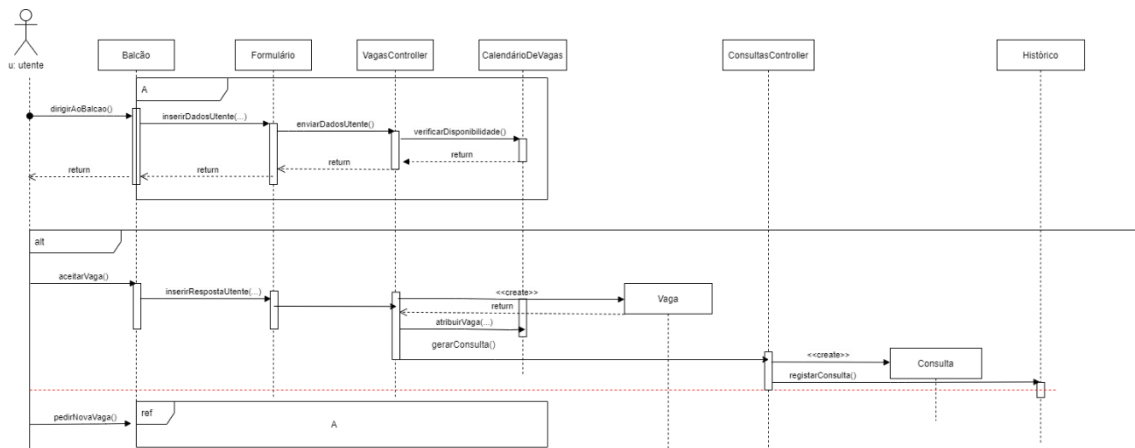 u: utente
Balcão
Formulário
VagasController
CalendárioDeVagas
ConsultasController
Histórico
A
dirigirAoBalcao()
inserirDadosUtente(...)
enviarDadosUtente()
verificarDisponibilidade()
return
return
return
return
alt
aceitarVaga()
inserirRespostaUtente(...)
<<create>>
Vaga
return
atribuirVaga(...)
gerarConsulta()
<<create>>
Consulta
registarConsulta()
pedirNovaVaga()
ref
A